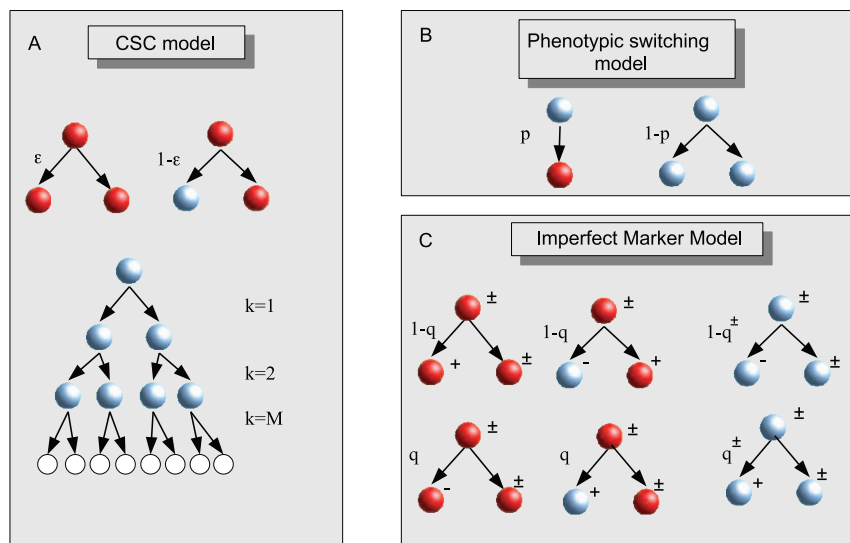 A
CSC model
ε
1-ε
k=1
k=2
k=M
B
Phenotypic switching
model
p
1-p
C
Imperfect Marker Model
± ± ±
1-q 1-q 1-q±
+ ± - + - ±
± ± ±
q q q±
- ± + ± + ±